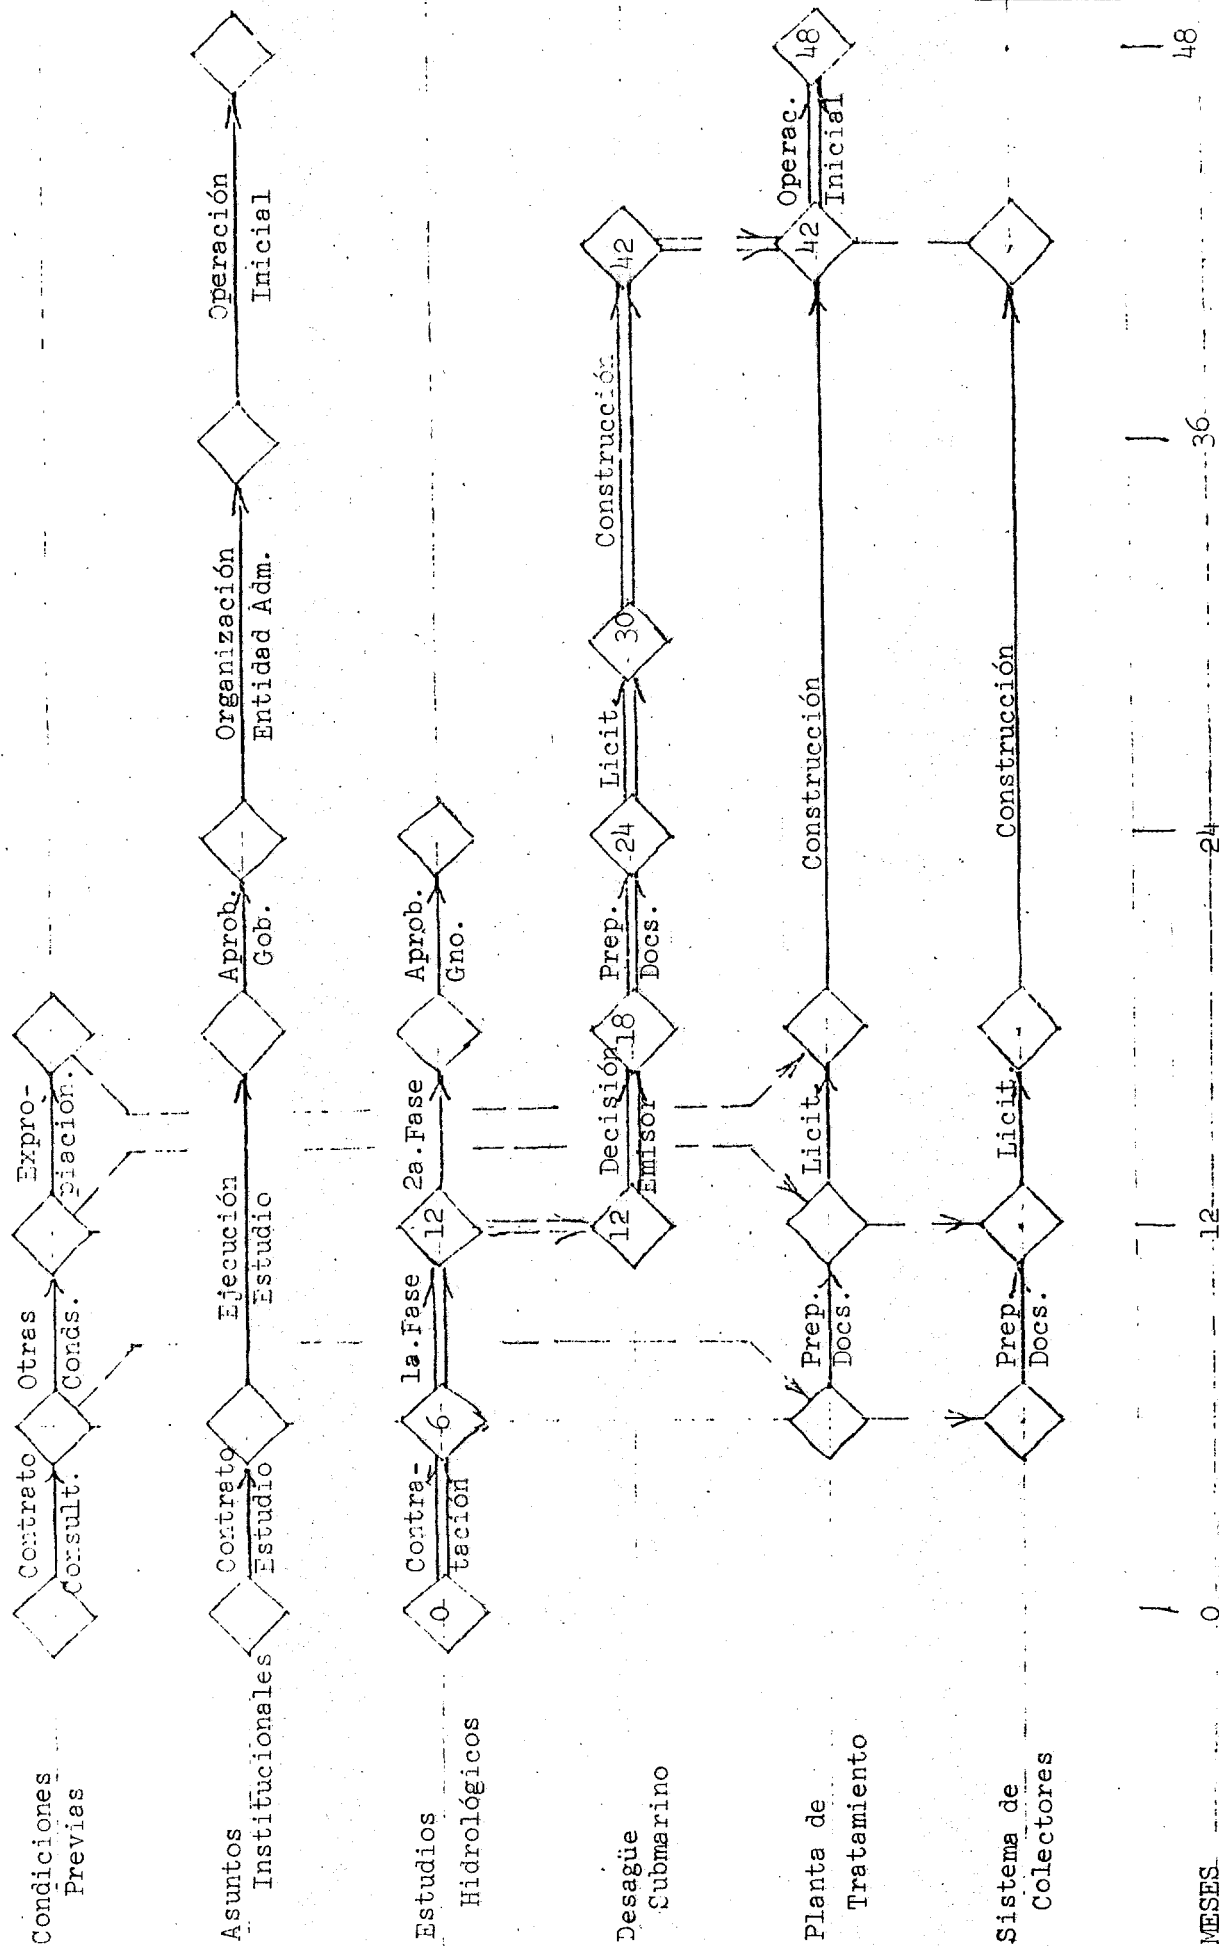 Condiciones
Previas
Contrato
Consult.
Otras
Conds.
Expro-
piación.
Asuntos
Institucionales
Contrato
Estudio
Ejecución
Estudio
Aprob.
Gob.
Organización
Entidad Adm.
Operación
Inicial
Estudios
Hidrológicos
0
Contra-
tación
6
1a.Fase
12
2a.Fase
Aprob.
Gno.
Desagüe
Submarino
12
Decisión
Emisor
18
Prep.
Docs.
24
Licit.
30
Construcción
42
Planta de
Tratamiento
Prep.
Docs.
Licit.
Construcción
42
Operac.
Inicial
48
Sistema de
Colectores
Prep.
Docs.
Licit.
Construcción
MESES 0 12 24 36 48